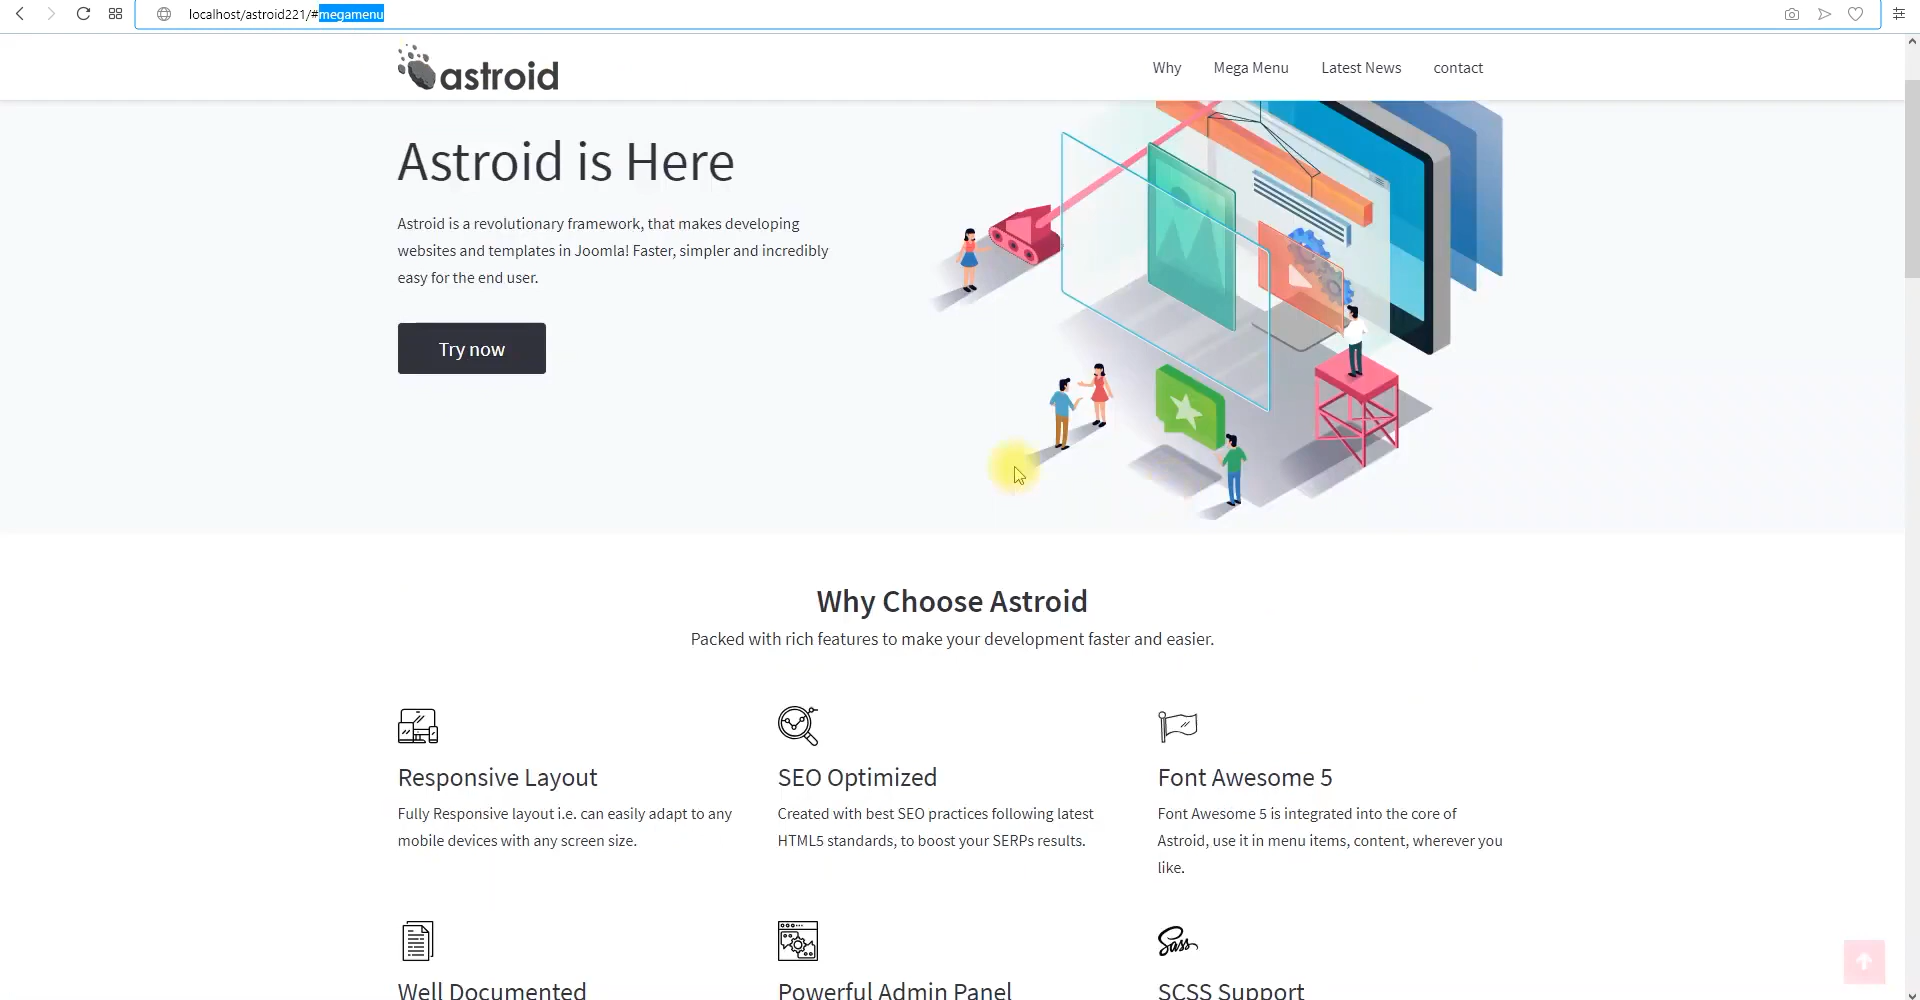 localhost/astroid221/#megamenu
astroid
Why Mega Menu Latest News contact
Astroid is Here
Astroid is a revolutionary framework, that makes developing
websites and templates in Joomla! Faster, simpler and incredibly
easy for the end user.
Try now
Why Choose Astroid
Packed with rich features to make your development faster and easier.
Responsive Layout
Fully Responsive layout i.e. can easily adapt to any
mobile devices with any screen size.
SEO Optimized
Created with best SEO practices following latest
HTML5 standards, to boost your SERPs results.
Font Awesome 5
Font Awesome 5 is integrated into the core of
Astroid, use it in menu items, content, wherever you
like.
Well Documented
Powerful Admin Panel
Sass
SCSS Support